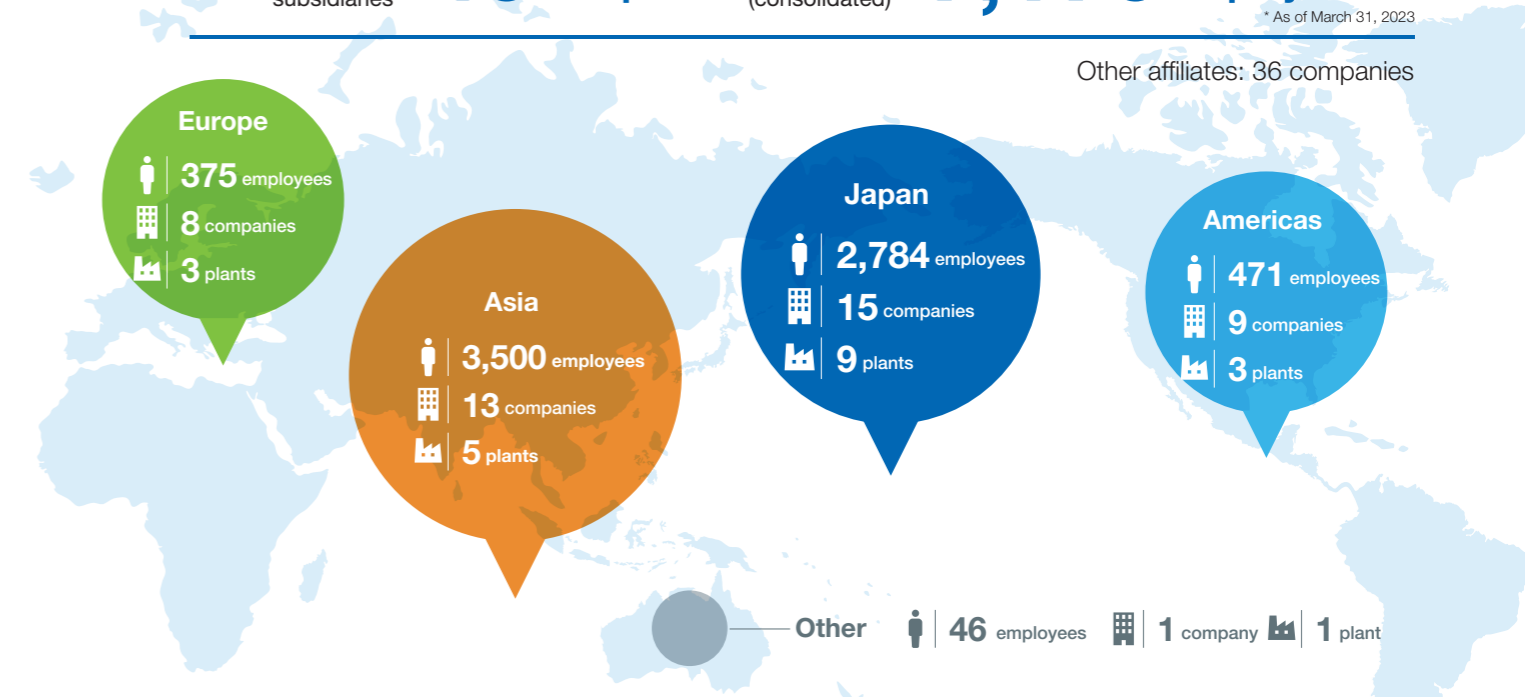 subsidiaries
(consolidated)
* As of March 31, 2023
Other affiliates: 36 companies
Europe
375 employees
8 companies
3 plants
Asia
3,500 employees
13 companies
5 plants
Japan
2,784 employees
15 companies
9 plants
Americas
471 employees
9 companies
3 plants
Other 46 employees 1 company 1 plant